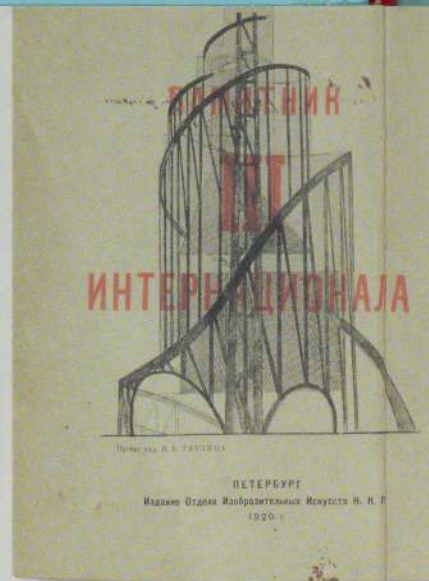 ПАМЯТНИК
III
ИНТЕРНАЦИОНАЛА
Проект худ. В. Е. ТАТЛИНА
ПЕТЕРБУРГ
Издание Отдела Изобразительных Искусств Н. К. П
1920 г.